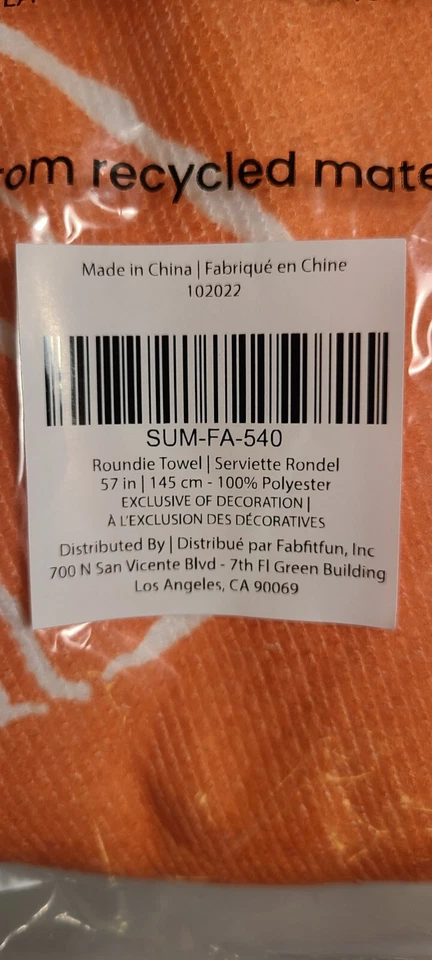 om recycled mate
Made in China | Fabriqué en Chine
102022
SUM-FA-540
Roundie Towel | Serviette Rondel
57 in | 145 cm - 100% Polyester
EXCLUSIVE OF DECORATION |
À L'EXCLUSION DES DÉCORATIVES
Distributed By | Distribué par Fabfitfun, Inc
700 N San Vicente Blvd - 7th Fl Green Building
Los Angeles, CA 90069